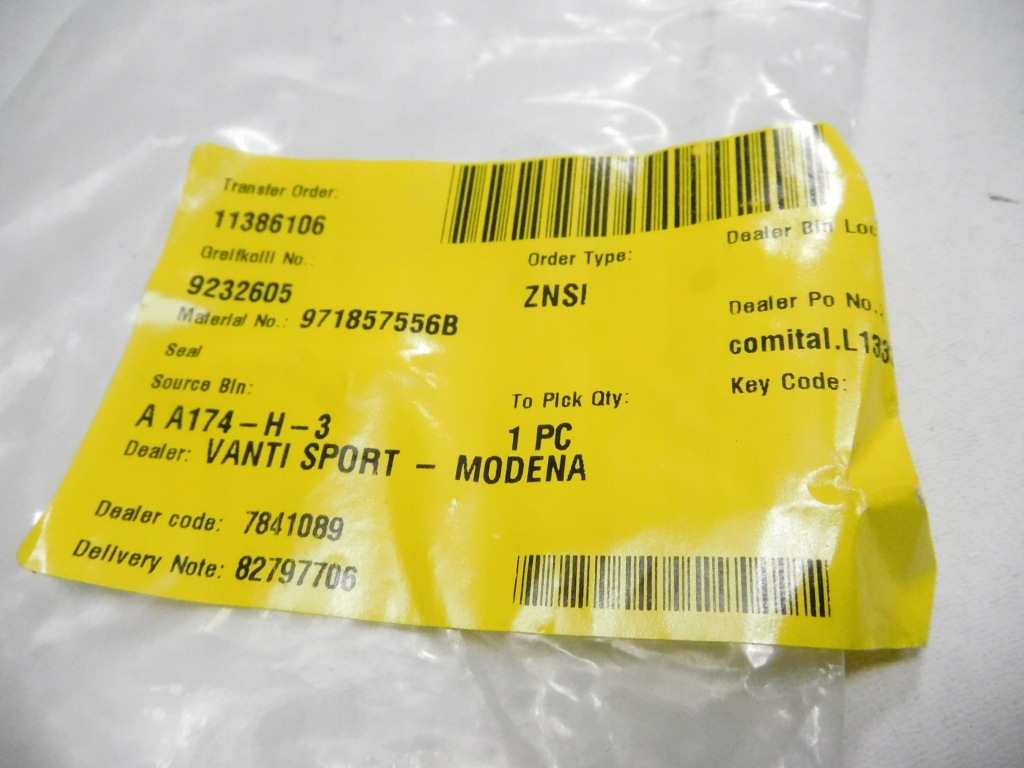 Transfer Order:
11386106
Greifkolli No.:
9232605
Material No.: 971857556B
Seal
Source Bin:
A A174-H-3
Dealer: VANTI SPORT - MODENA
Dealer code: 7841089
Delivery Note: 82797706
Order Type:
ZNSI
To Pick Qty:
1 PC
Dealer Bin
Dealer Po No.:
comital.L133
Key Code: